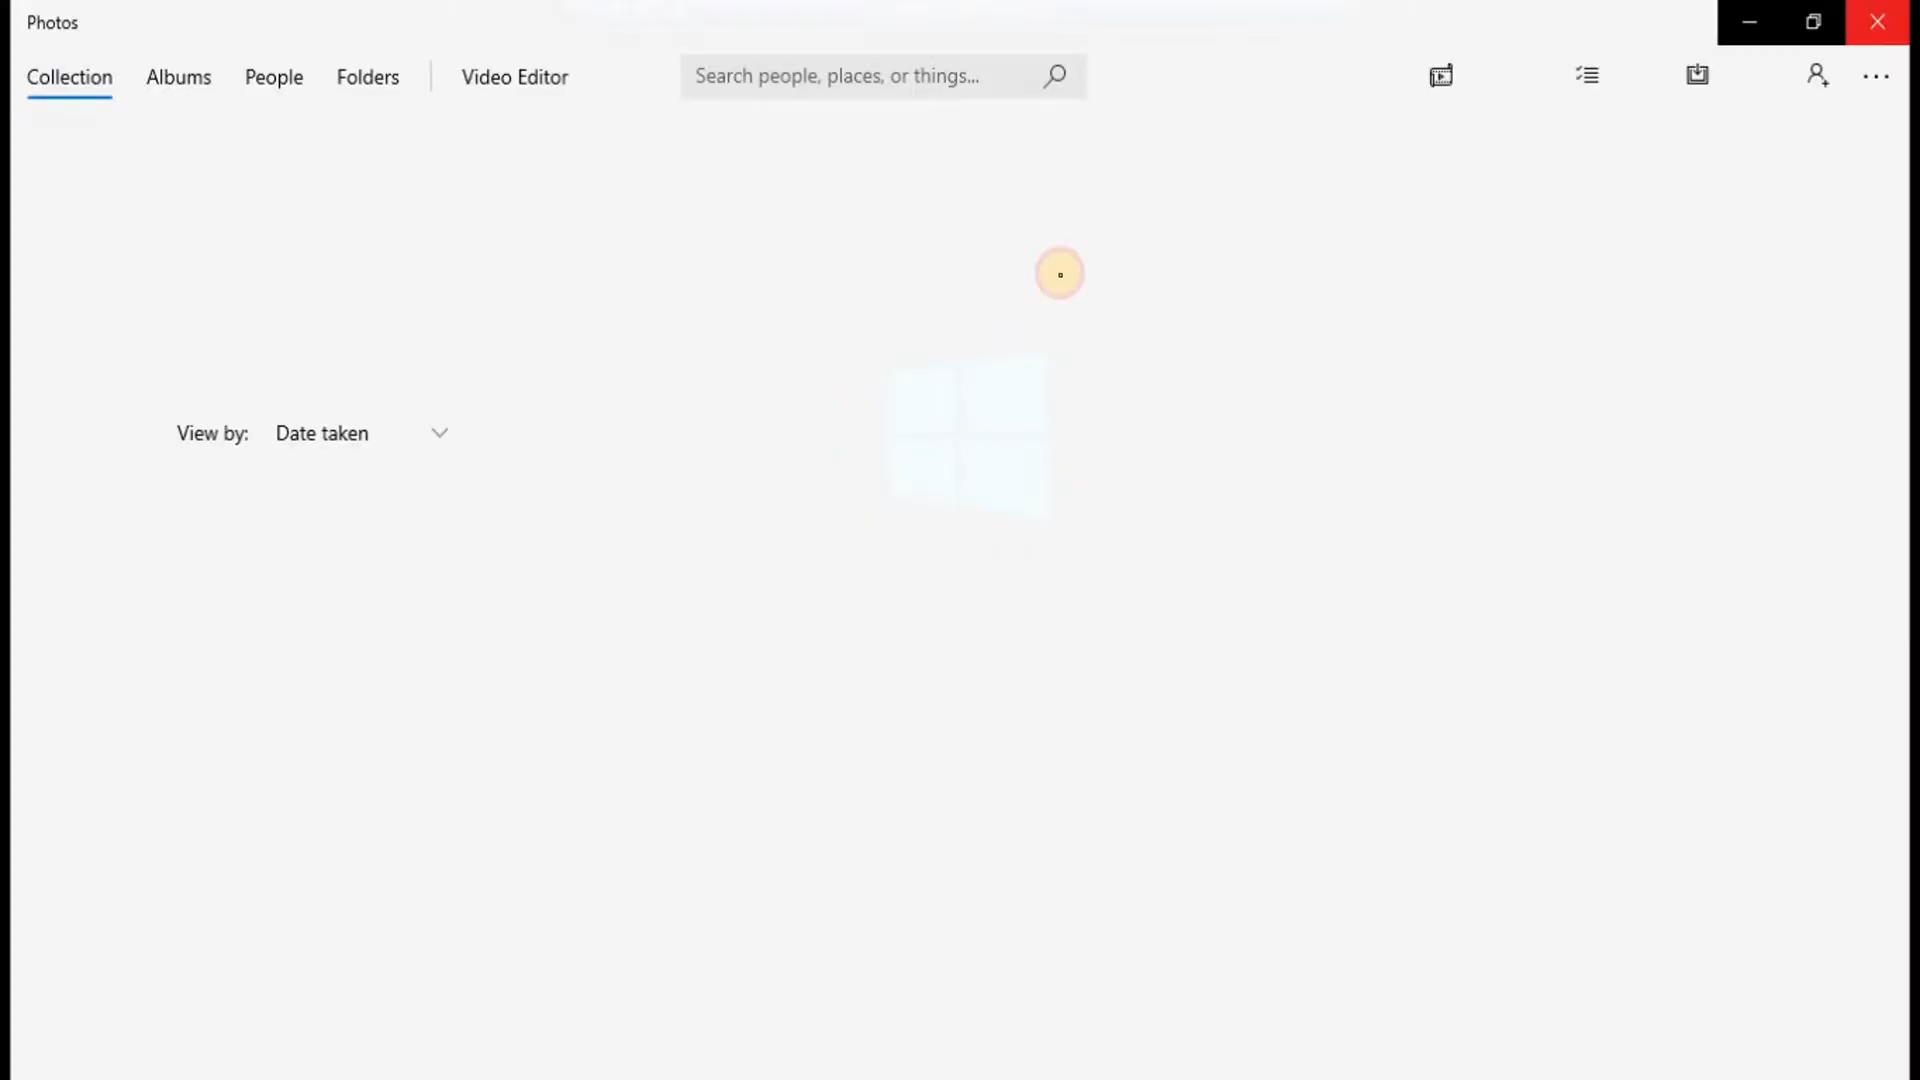 Photos
Collection Albums People Folders Video Editor Search people, places, or things...
View by: Date taken